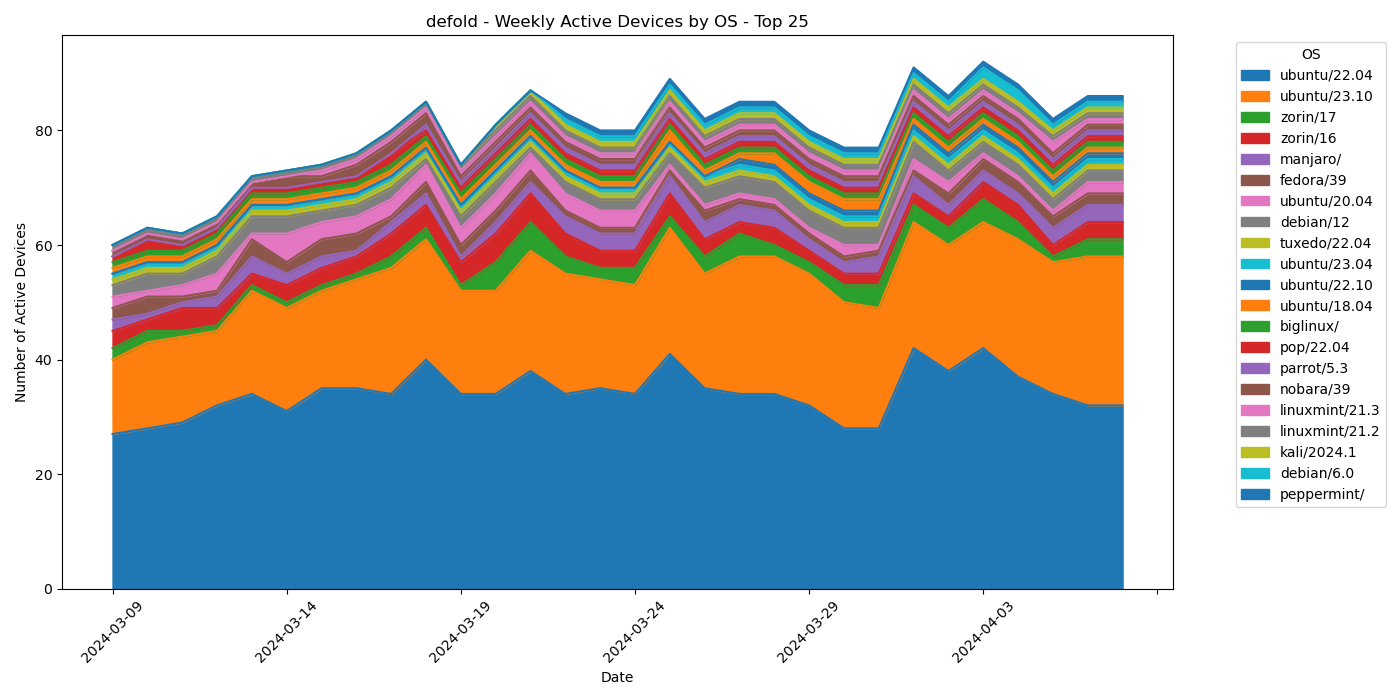 defold - Weekly Active Devices by OS - Top 25
Number of Active Devices
80
60
40
20
0
2024-03-09
2024-03-14
2024-03-19
2024-03-24
2024-03-29
2024-04-03
Date
OS
ubuntu/22.04
ubuntu/23.10
zorin/17
zorin/16
manjaro/
fedora/39
ubuntu/20.04
debian/12
tuxedo/22.04
ubuntu/23.04
ubuntu/22.10
ubuntu/18.04
biglinux/
pop/22.04
parrot/5.3
nobara/39
linuxmint/21.3
linuxmint/21.2
kali/2024.1
debian/6.0
peppermint/